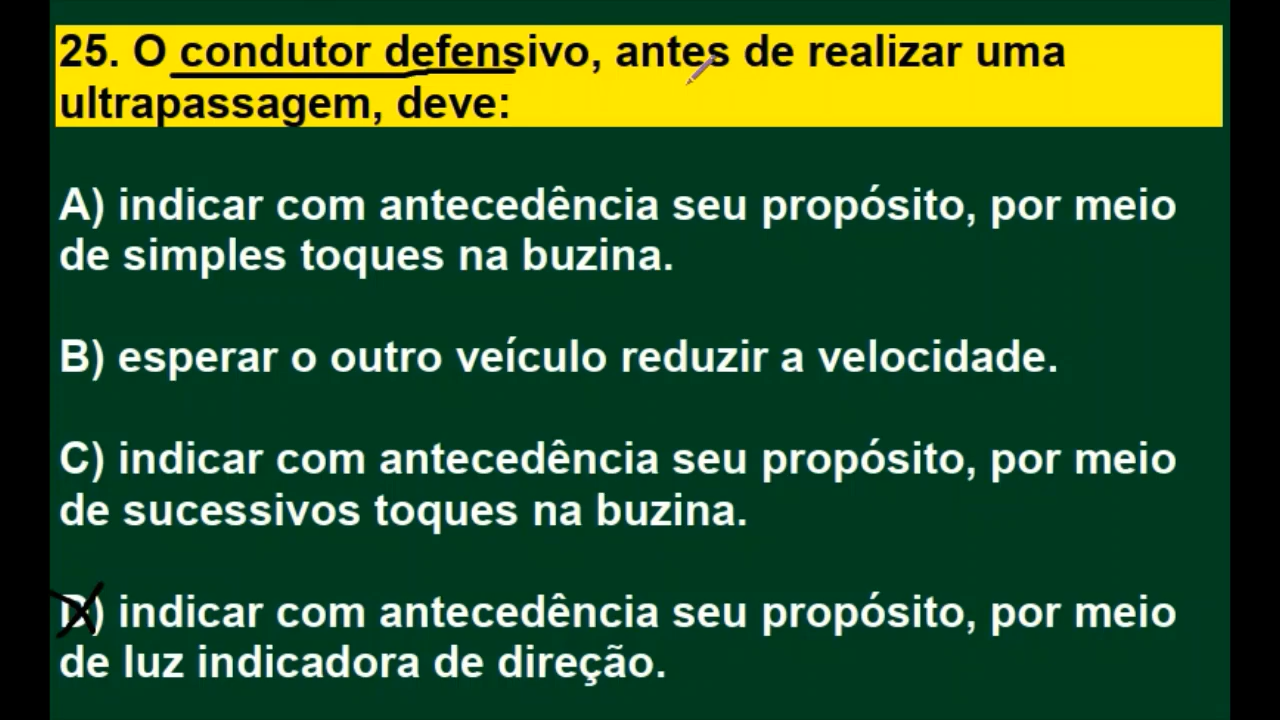 25. O condutor defensivo, antes de realizar uma
ultrapassagem, deve:
A) indicar com antecedência seu propósito, por meio
de simples toques na buzina.
B) esperar o outro veículo reduzir a velocidade.
C) indicar com antecedência seu propósito, por meio
de sucessivos toques na buzina.
D) indicar com antecedência seu propósito, por meio
de luz indicadora de direção.